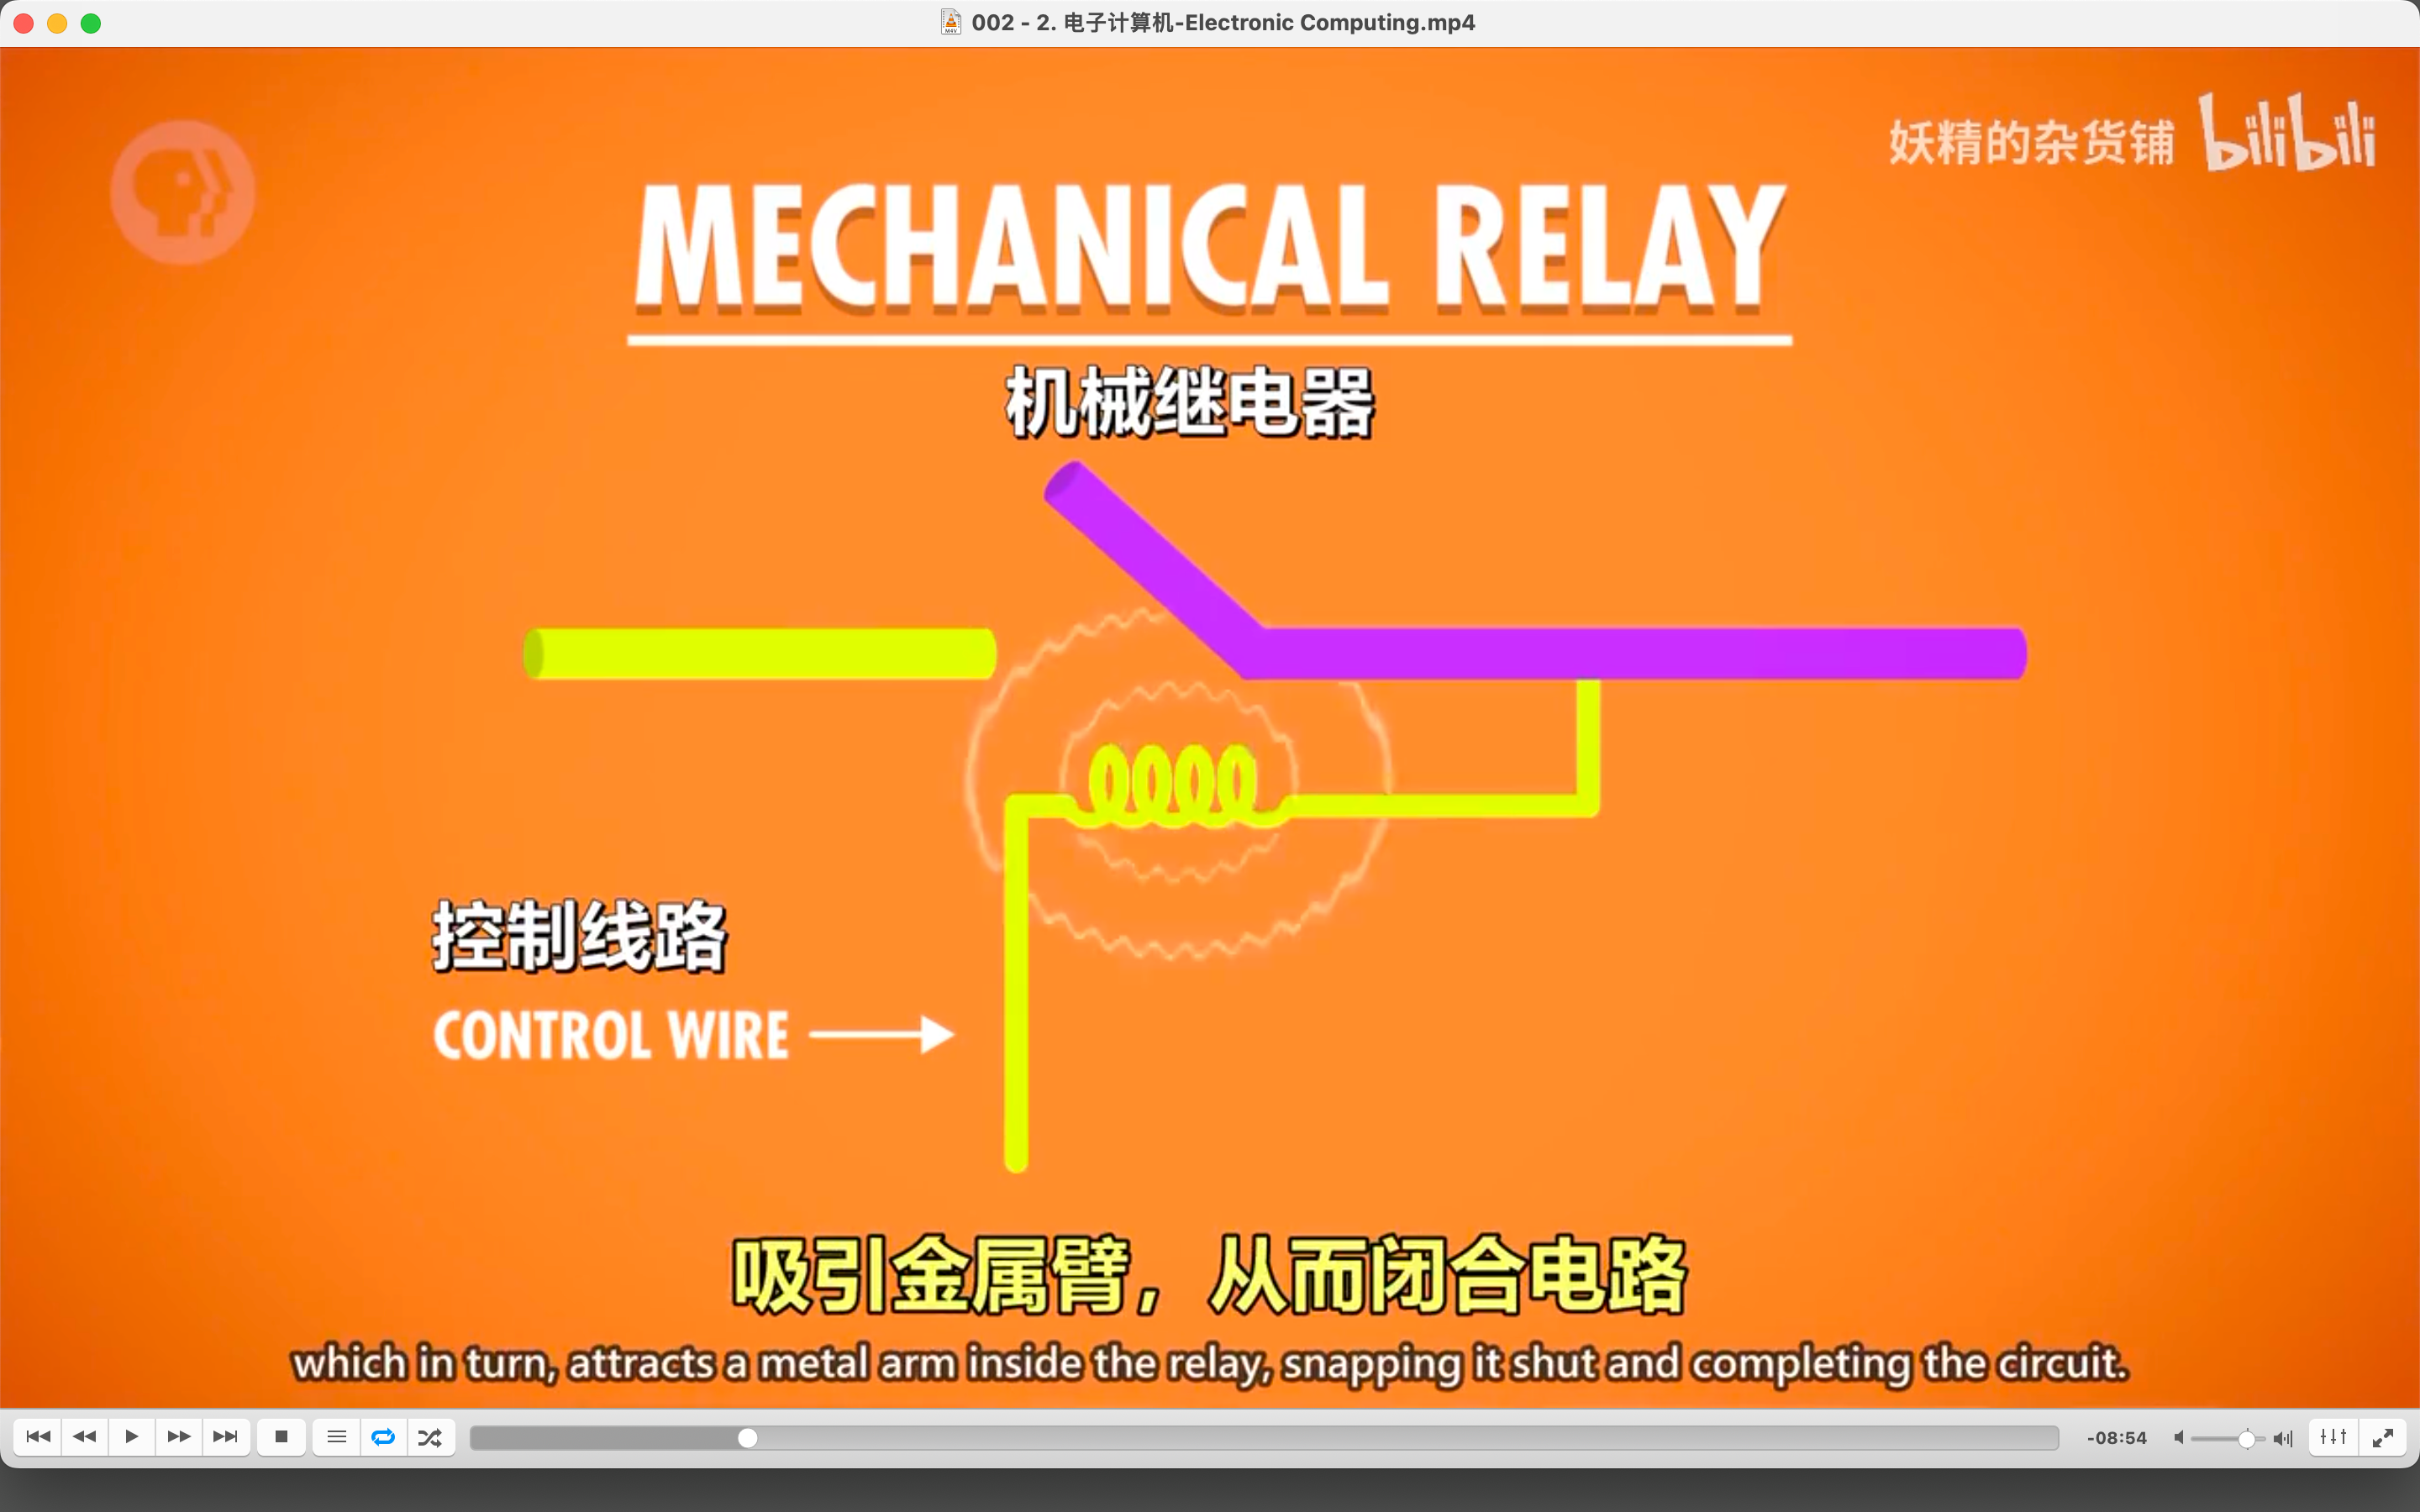 002 - 2. 电子计算机-Electronic Computing.mp4
妖精的杂货铺 bilibili
MECHANICAL RELAY
机械继电器
控制线路
CONTROL WIRE
吸引金属臂，从而闭合电路
which in turn, attracts a metal arm inside the relay, snapping it shut and completing the circuit.
-08:54